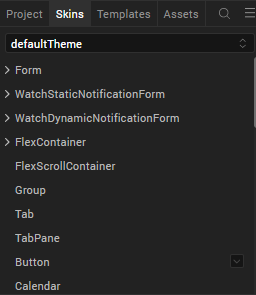 Project Skins Templates Assets
defaultTheme
Form
WatchStaticNotificationForm
WatchDynamicNotificationForm
FlexContainer
FlexScrollContainer
Group
Tab
TabPane
Button
Calendar